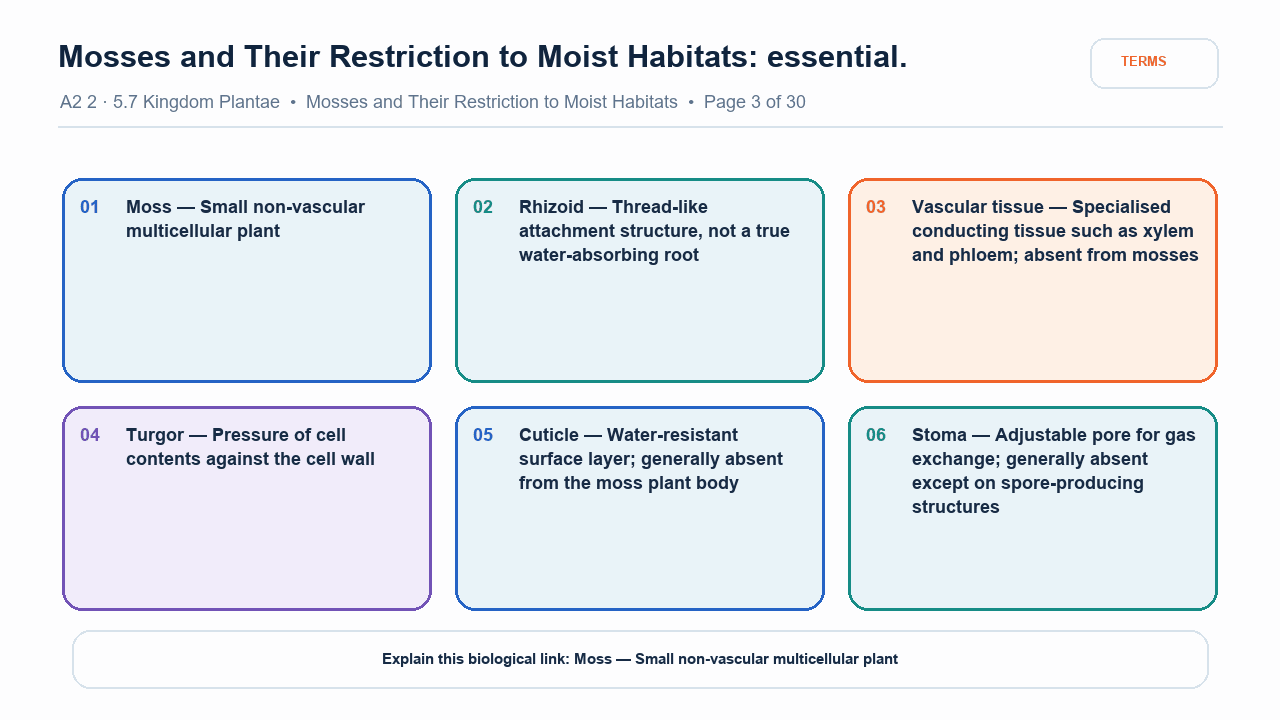 Mosses and Their Restriction to Moist Habitats: essential.
TERMS
A2 2 · 5.7 Kingdom Plantae • Mosses and Their Restriction to Moist Habitats • Page 3 of 30
01 Moss — Small non-vascular
multicellular plant
02 Rhizoid — Thread-like
attachment structure, not a true
water-absorbing root
03 Vascular tissue — Specialised
conducting tissue such as xylem
and phloem; absent from mosses
04 Turgor — Pressure of cell
contents against the cell wall
05 Cuticle — Water-resistant
surface layer; generally absent
from the moss plant body
06 Stoma — Adjustable pore for gas
exchange; generally absent
except on spore-producing
structures
Explain this biological link: Moss — Small non-vascular multicellular plant